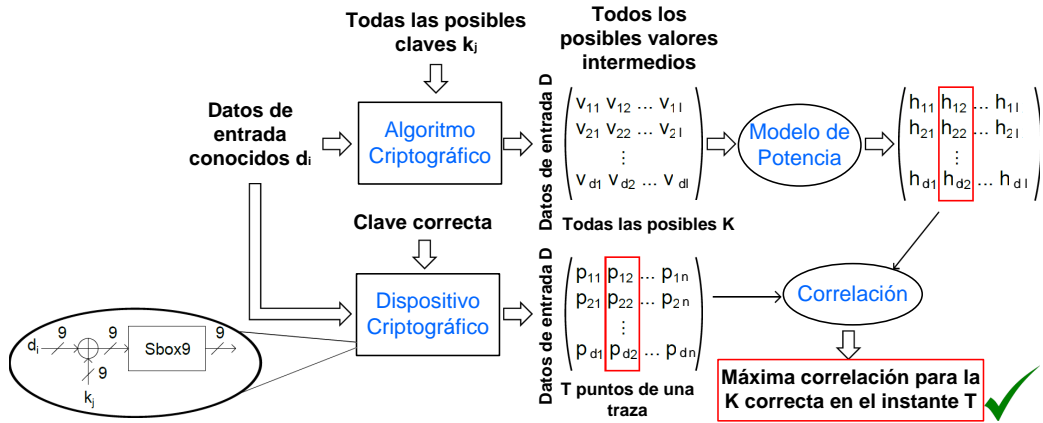 Todas las posibles
claves kj
Todos los
posibles valores
intermedios
Datos de
entrada
conocidos di
Algoritmo
Criptográfico
Datos de entrada D
v11 v12 ... v1l
v21 v22 ... v2l
⋮
vd1 vd2 ... vdl
Todas las posibles K
Modelo de
Potencia
h11 h12 ... h1l
h21 h22 ... h2l
⋮
hd1 hd2 ... hdl
Clave correcta
Dispositivo
Criptográfico
Datos de entrada D
p11 p12 ... p1n
p21 p22 ... p2n
⋮
pd1 pd2 ... pdn
T puntos de una
traza
Correlación
Máxima correlación para la
K correcta en el instante T
9 9 9
di Sbox9
9
kj